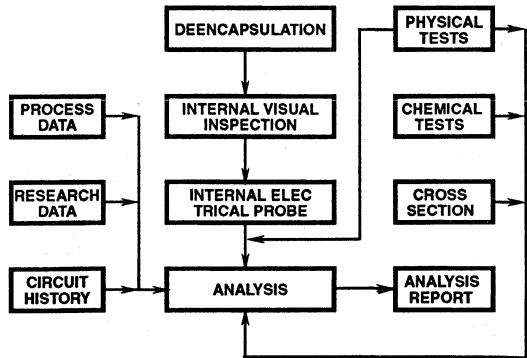 DEENCAPSULATION
PHYSICAL
TESTS
PROCESS
DATA
INTERNAL VISUAL
INSPECTION
CHEMICAL
TESTS
RESEARCH
DATA
INTERNAL ELEC
TRICAL PROBE
CROSS
SECTION
CIRCUIT
HISTORY
ANALYSIS
ANALYSIS
REPORT